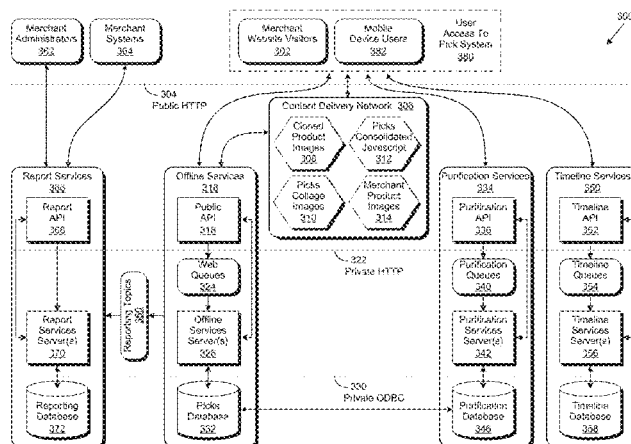 Merchant
Administrators
362
Merchant
Systems
364
Merchant
Website Visitors
302
Mobile
Device Users
382
User
Access To
Pick System
380
300
304
Public HTTP
Content Delivery Network 306
Cloned
Product
Images
308
Picks
Consolidated
Javascript
312
Picks
Collage
Images
310
Merchant
Product
Images
314
Report Services
366
Report
API
368
Report
Services
Server(s)
370
Reporting
Database
372
Reporting Topics
360
Offline Services
316
Public
API
318
Web
Queues
324
Offline
Services
Server(s)
326
Picks
Database
332
322
Private HTTP
330
Private ODBC
Purification Services
334
Purification
API
336
Purification
Queues
340
Purification
Services
Server(s)
342
Purification
Database
346
Timeline Services
350
Timeline
API
352
Timeline
Queues
354
Timeline
Services
Server(s)
356
Timeline
Database
358